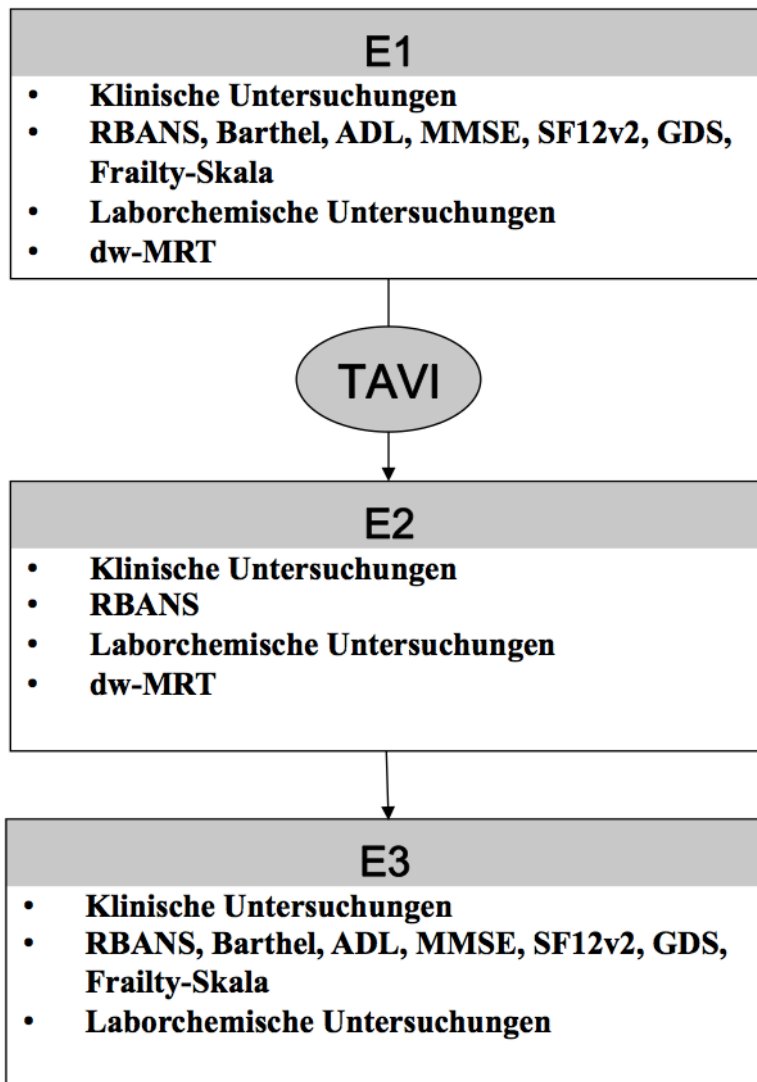 E1
• Klinische Untersuchungen
• RBANS, Barthel, ADL, MMSE, SF12v2, GDS,
Frailty-Skala
• Laborchemische Untersuchungen
• dw-MRT
TAVI
E2
• Klinische Untersuchungen
• RBANS
• Laborchemische Untersuchungen
• dw-MRT
E3
• Klinische Untersuchungen
• RBANS, Barthel, ADL, MMSE, SF12v2, GDS,
Frailty-Skala
• Laborchemische Untersuchungen